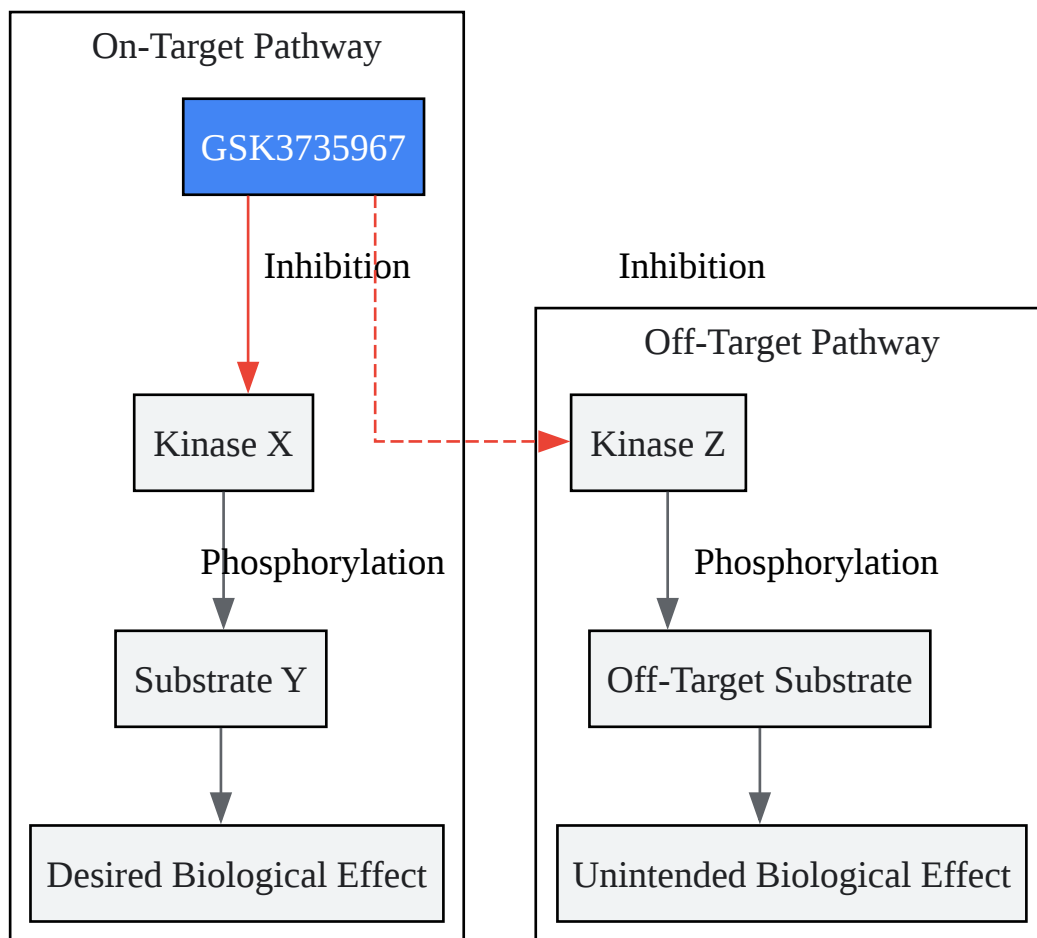 On-Target Pathway
GSK3735967
Inhibition
Inhibition
Off-Target Pathway
Kinase X
Kinase Z
Phosphorylation
Phosphorylation
Substrate Y
Off-Target Substrate
Desired Biological Effect
Unintended Biological Effect